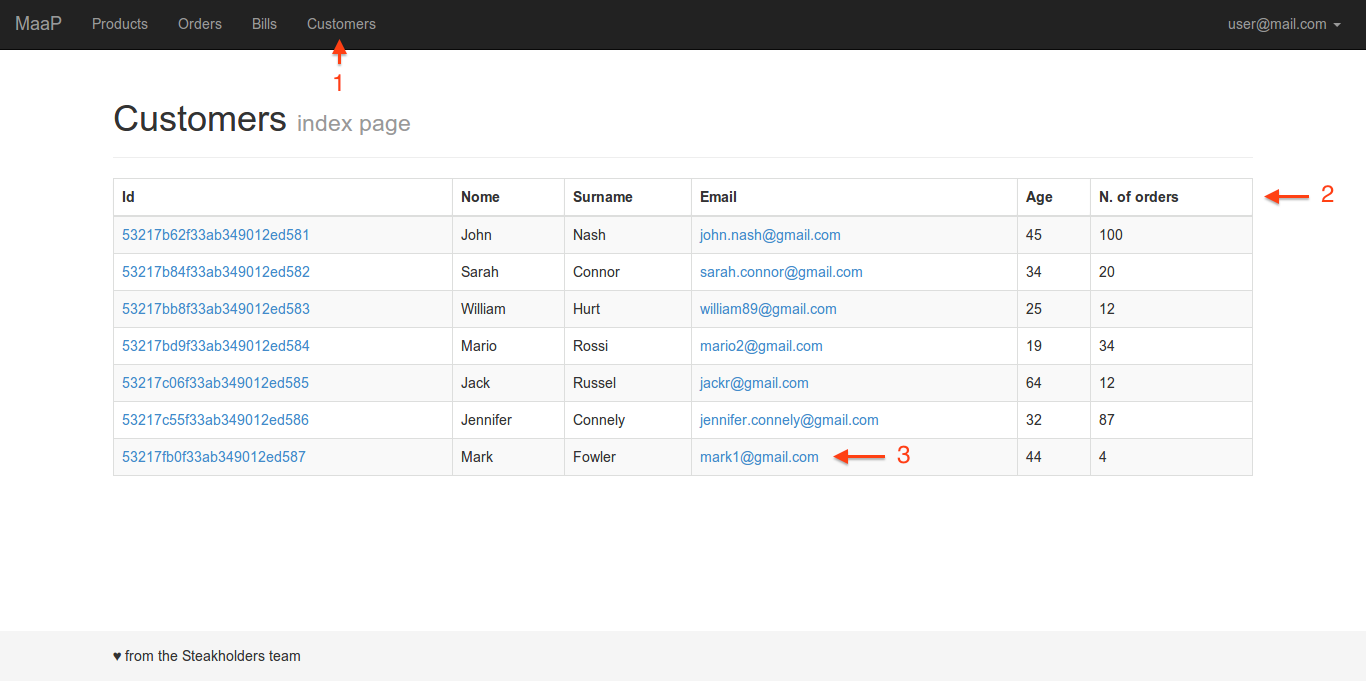 MaaP Products Orders Bills Customers user@mail.com
1
Customers index page
Id Nome Surname Email Age N. of orders
2
53217b62f33ab349012ed581 John Nash john.nash@gmail.com 45 100
53217b84f33ab349012ed582 Sarah Connor sarah.connor@gmail.com 34 20
53217bb8f33ab349012ed583 William Hurt william89@gmail.com 25 12
53217bd9f33ab349012ed584 Mario Rossi mario2@gmail.com 19 34
53217c06f33ab349012ed585 Jack Russel jackr@gmail.com 64 12
53217c55f33ab349012ed586 Jennifer Connely jennifer.connely@gmail.com 32 87
53217fb0f33ab349012ed587 Mark Fowler mark1@gmail.com 3 44 4
♥ from the Steakholders team